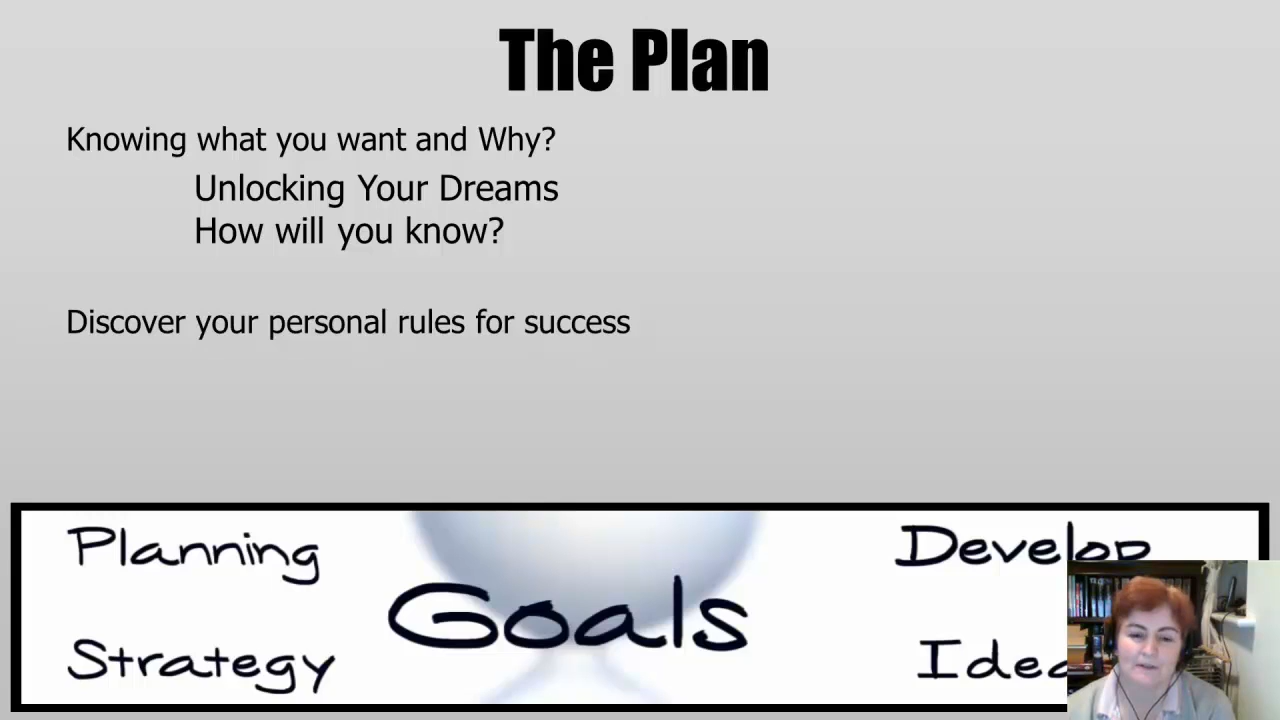 The Plan
Knowing what you want and Why?
Unlocking Your Dreams
How will you know?
Discover your personal rules for success
Planning
Develop
Goals
Strategy